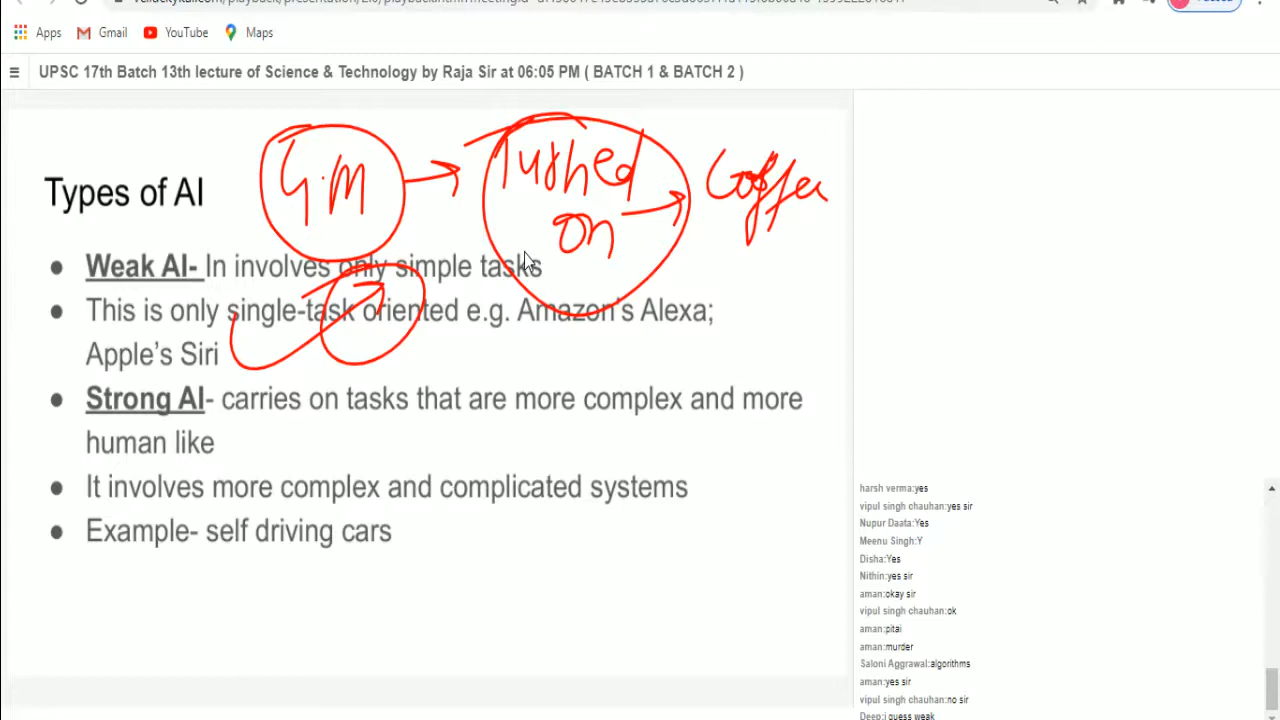 Apps Gmail YouTube Maps
UPSC 17th Batch 13th lecture of Science & Technology by Raja Sir at 06:05 PM ( BATCH 1 & BATCH 2 )
G.M Turned Coffee
on
Types of AI
Weak AI- In involves only simple tasks
This is only single-task oriented e.g. Amazon's Alexa;
Apple's Siri
Strong AI- carries on tasks that are more complex and more
human like
It involves more complex and complicated systems
Example- self driving cars
harsh verma:yes
vipul singh chauhan:yes sir
Nupur Daata:Yes
Meenu Singh:Y
Disha:Yes
Nithin:yes sir
aman:okay sir
vipul singh chauhan:ok
aman:pitai
aman:murder
Saloni Aggrawal:algorithms
aman:yes sir
vipul singh chauhan:no sir
Deep:i guess weak